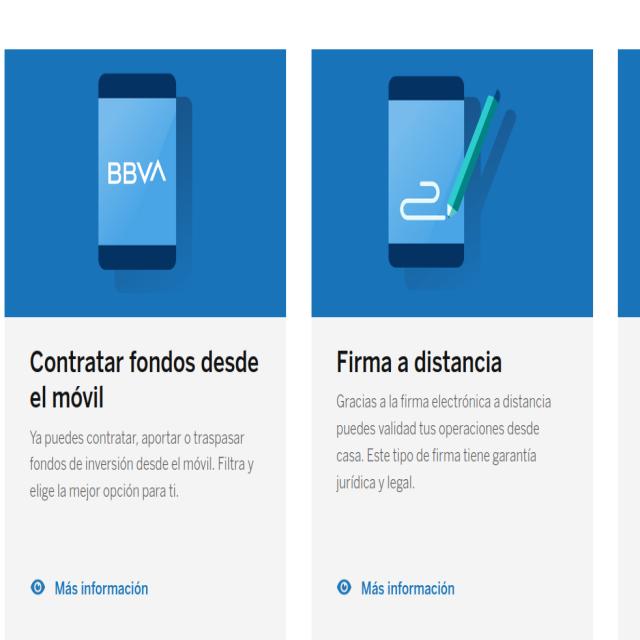 BBVA
Contratar fondos desde
el móvil
Ya puedes contratar, aportar o traspasar
fondos de inversión desde el móvil. Filtra y
elige la mejor opción para ti.
Más información
Firma a distancia
Gracias a la firma electrónica a distancia
puedes validad tus operaciones desde
casa. Este tipo de firma tiene garantía
jurídica y legal.
Más información